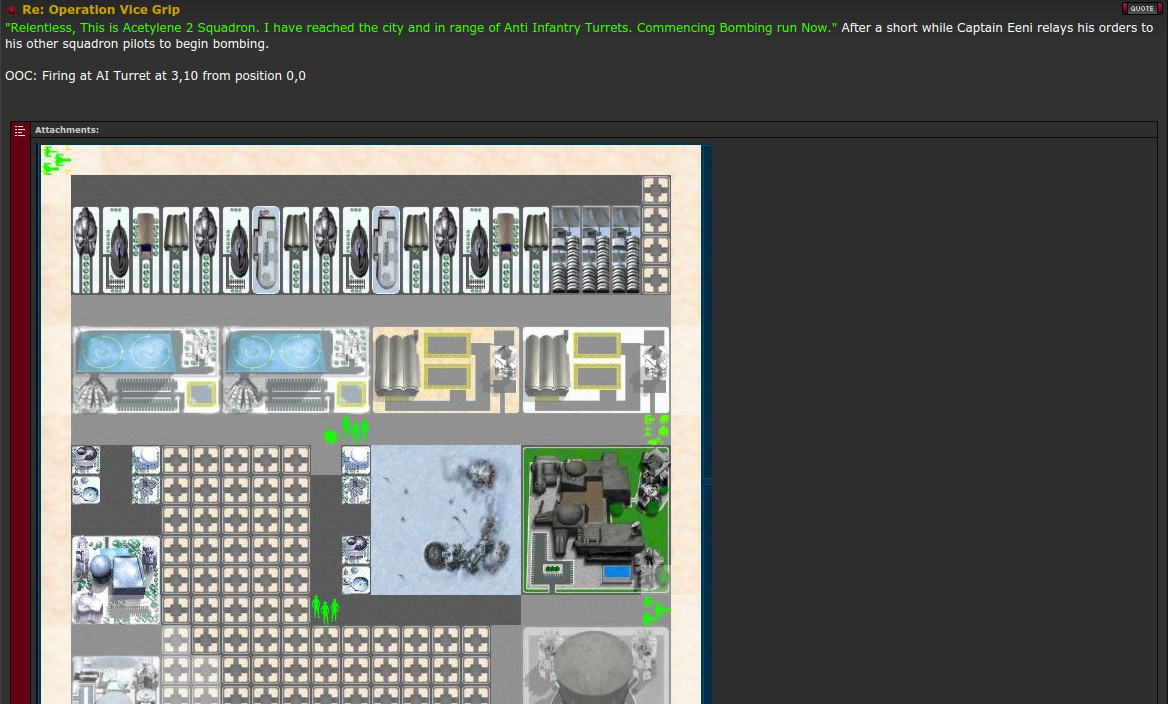 Re: Operation Vice Grip
QUOTE
"Relentless, This is Acetylene 2 Squadron. I have reached the city and in range of Anti Infantry Turrets. Commencing Bombing run Now." After a short while Captain Eeni relays his orders to
his other squadron pilots to begin bombing.
OOC: Firing at AI Turret at 3,10 from position 0,0
Attachments: